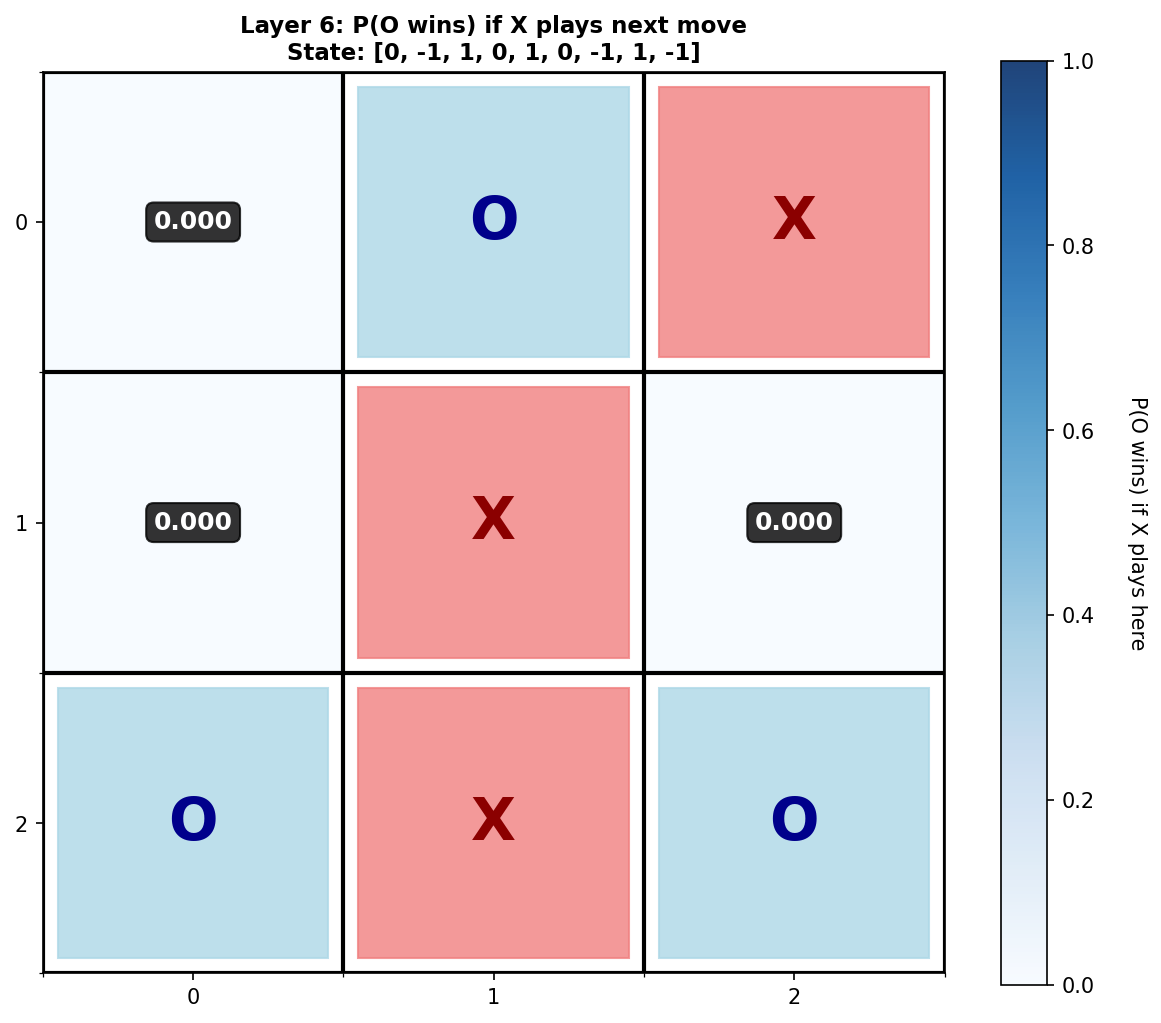 Layer 6: P(O wins) if X plays next move
State: [0, -1, 1, 0, 1, 0, -1, 1, -1]
0
0.000
O
X
1
0.000
X
0.000
2
O
X
O
0
1
2
1.0
0.8
0.6
0.4
0.2
0.0
P(O wins) if X plays here